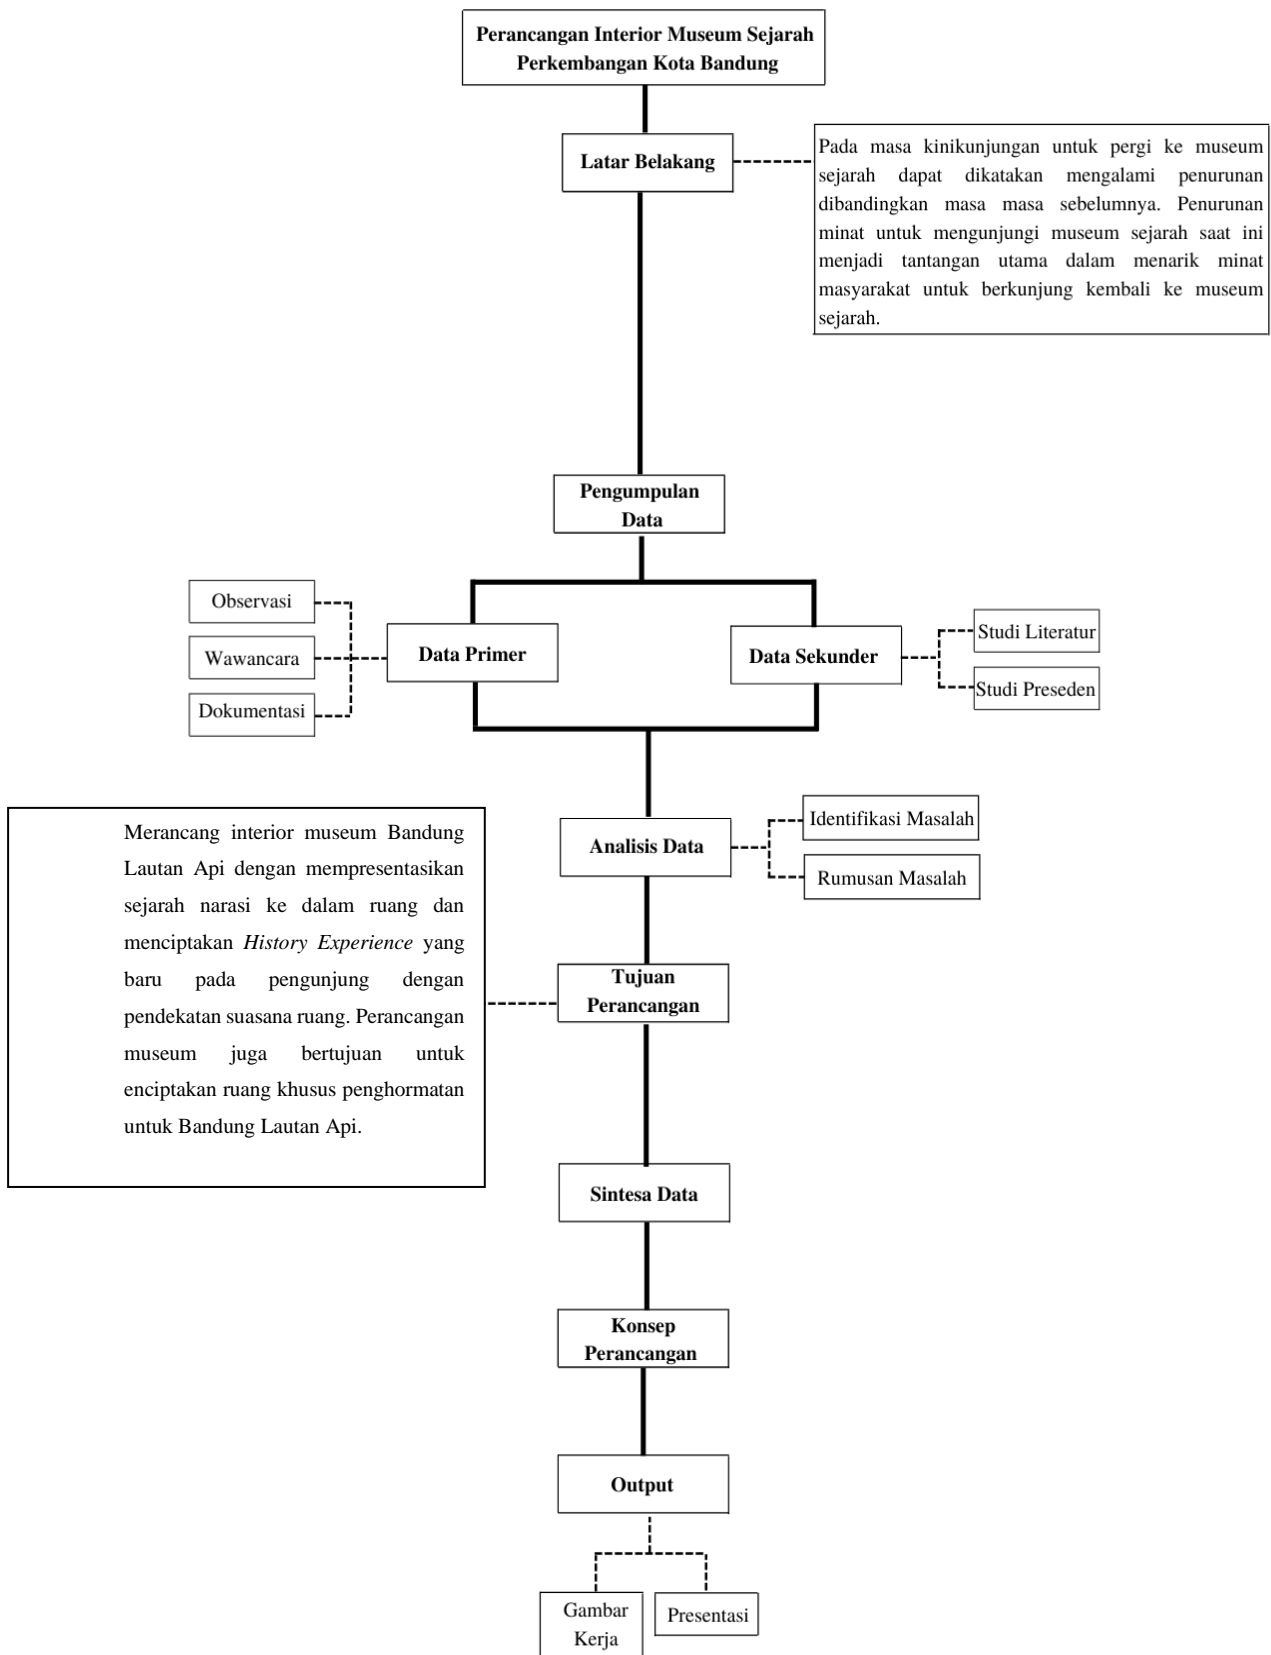 Perancangan Interior Museum Sejarah
Perkembangan Kota Bandung
Latar Belakang
Pada masa kinikunjungan untuk pergi ke museum
sejarah dapat dikatakan mengalami penurunan
dibandingkan masa masa sebelumnya. Penurunan
minat untuk mengunjungi museum sejarah saat ini
menjadi tantangan utama dalam menarik minat
masyarakat untuk berkunjung kembali ke museum
sejarah.
Pengumpulan
Data
Observasi
Wawancara
Dokumentasi
Data Primer
Data Sekunder
Studi Literatur
Studi Preseden
Analisis Data
Identifikasi Masalah
Rumusan Masalah
Merancang interior museum Bandung
Lautan Api dengan mempresentasikan
sejarah narasi ke dalam ruang dan
menciptakan History Experience yang
baru pada pengunjung dengan
pendekatan suasana ruang. Perancangan
museum juga bertujuan untuk
enciptakan ruang khusus penghormatan
untuk Bandung Lautan Api.
Tujuan
Perancangan
Sintesa Data
Konsep
Perancangan
Output
Gambar
Kerja
Presentasi